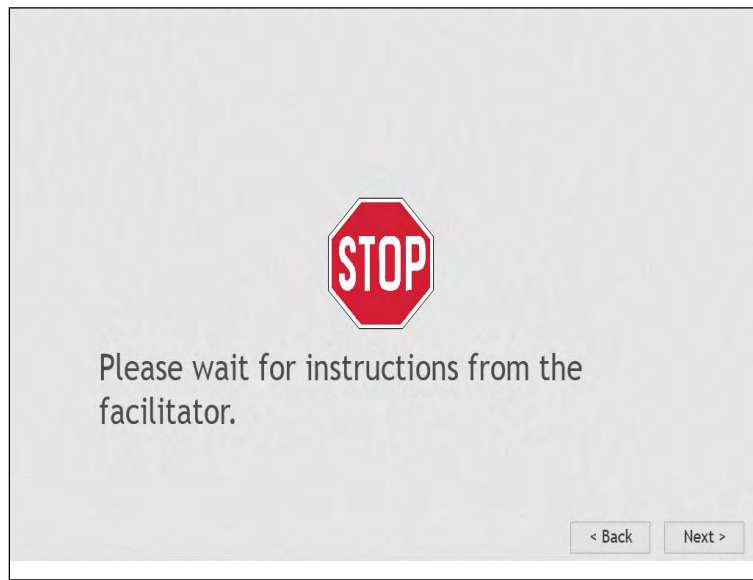 STOP
Please wait for instructions from the
facilitator.
< Back
Next >